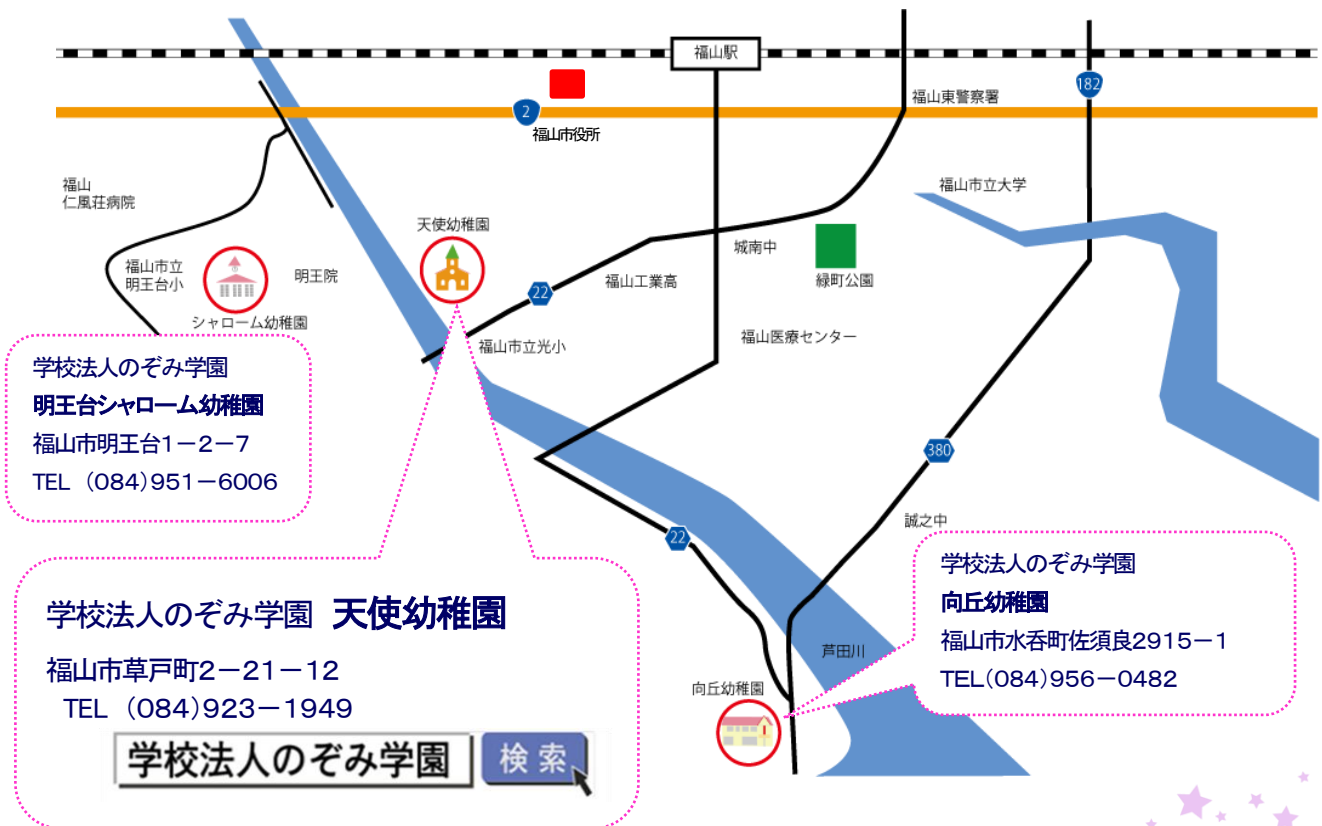 福山駅
182
福山東警察署
2
福山市役所
福山
仁風荘病院
福山市立大学
天使幼稚園
城南中
福山市立
明王台小
明王院
22
福山工業高
緑町公園
シャローム幼稚園
福山市立光小
福山医療センター
学校法人のぞみ学園
明王台シャローム幼稚園
福山市明王台1－2－7
TEL (084)951－6006
380
誠之中
22
学校法人のぞみ学園
向丘幼稚園
福山市水呑町佐須良2915－1
TEL(084)956－0482
芦田川
向丘幼稚園
学校法人のぞみ学園 天使幼稚園
福山市草戸町2－21－12
TEL (084)923－1949
学校法人のぞみ学園 検索